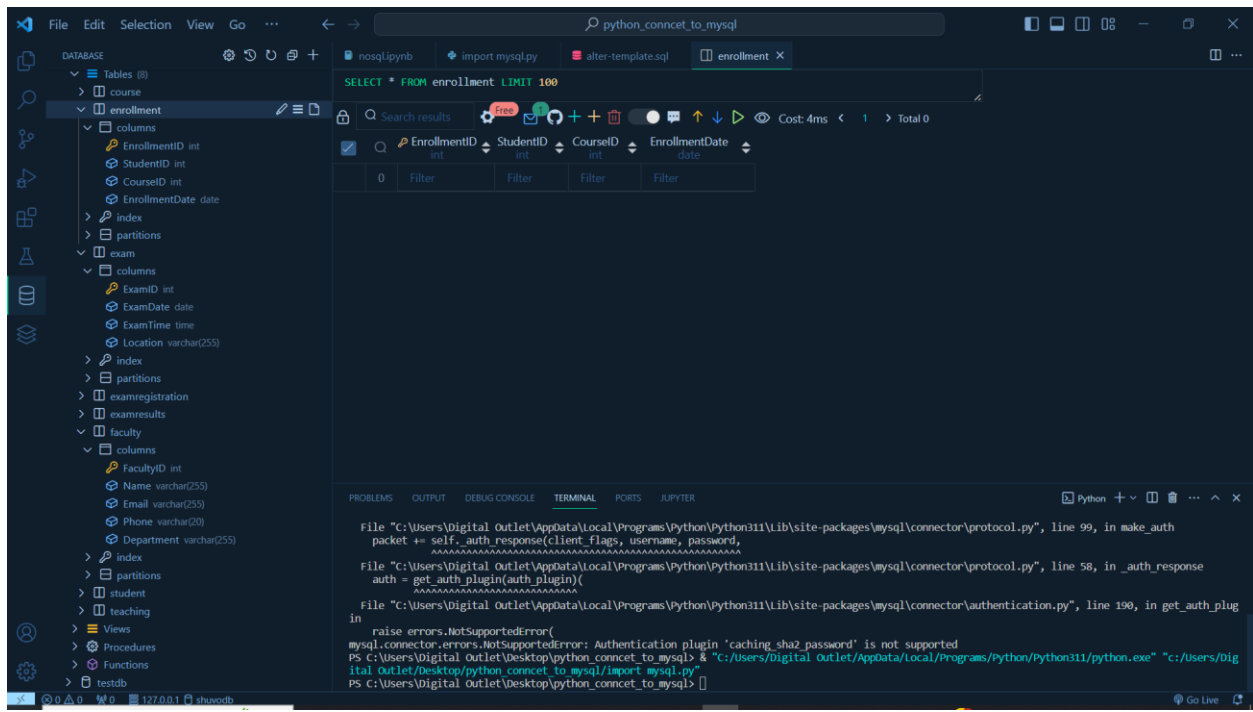 File Edit Selection View Go ··· python_conncet_to_mysql
DATABASE
Tables (8)
course
enrollment
columns
EnrollmentID int
StudentID int
CourseID int
EnrollmentDate date
index
partitions
exam
columns
ExamID int
ExamDate date
ExamTime time
Location varchar(255)
index
partitions
examregistration
examresults
faculty
columns
FacultyID int
Name varchar(255)
Email varchar(255)
Phone varchar(20)
Department varchar(255)
index
partitions
student
teaching
Views
Procedures
Functions
testdb
nosql.ipynb import mysql.py alter-template.sql enrollment
SELECT * FROM enrollment LIMIT 100
Search results Free 1 Cost: 4ms < 1 > Total 0
EnrollmentID StudentID CourseID EnrollmentDate
int int int date
0 Filter Filter Filter Filter
PROBLEMS OUTPUT DEBUG CONSOLE TERMINAL PORTS JUPYTER Python
File "C:\Users\Digital Outlet\AppData\Local\Programs\Python\Python311\Lib\site-packages\mysql\connector\protocol.py", line 99, in make_auth
packet += self._auth_response(client_flags, username, password,
^^^^^^^^^^^^^^^^^^^^^^^^^^^^^^^^^^^^^^^^^^^^^^^^^^^^^
File "C:\Users\Digital Outlet\AppData\Local\Programs\Python\Python311\Lib\site-packages\mysql\connector\protocol.py", line 58, in _auth_response
auth = get_auth_plugin(auth_plugin)(
^^^^^^^^^^^^^^^^^^^^^^^^^^^^
File "C:\Users\Digital Outlet\AppData\Local\Programs\Python\Python311\Lib\site-packages\mysql\connector\authentication.py", line 190, in get_auth_plug
in
raise errors.NotSupportedError(
mysql.connector.errors.NotSupportedError: Authentication plugin 'caching_sha2_password' is not supported
PS C:\Users\Digital Outlet\Desktop\python_conncet_to_mysql> & "C:/Users/Digital Outlet/AppData/Local/Programs/Python/Python311/python.exe" "c:/Users/Dig
ital Outlet/Desktop/python_conncet_to_mysql/import mysql.py"
PS C:\Users\Digital Outlet\Desktop\python_conncet_to_mysql>
0 0 0 127.0.0.1 shuvodb Go Live